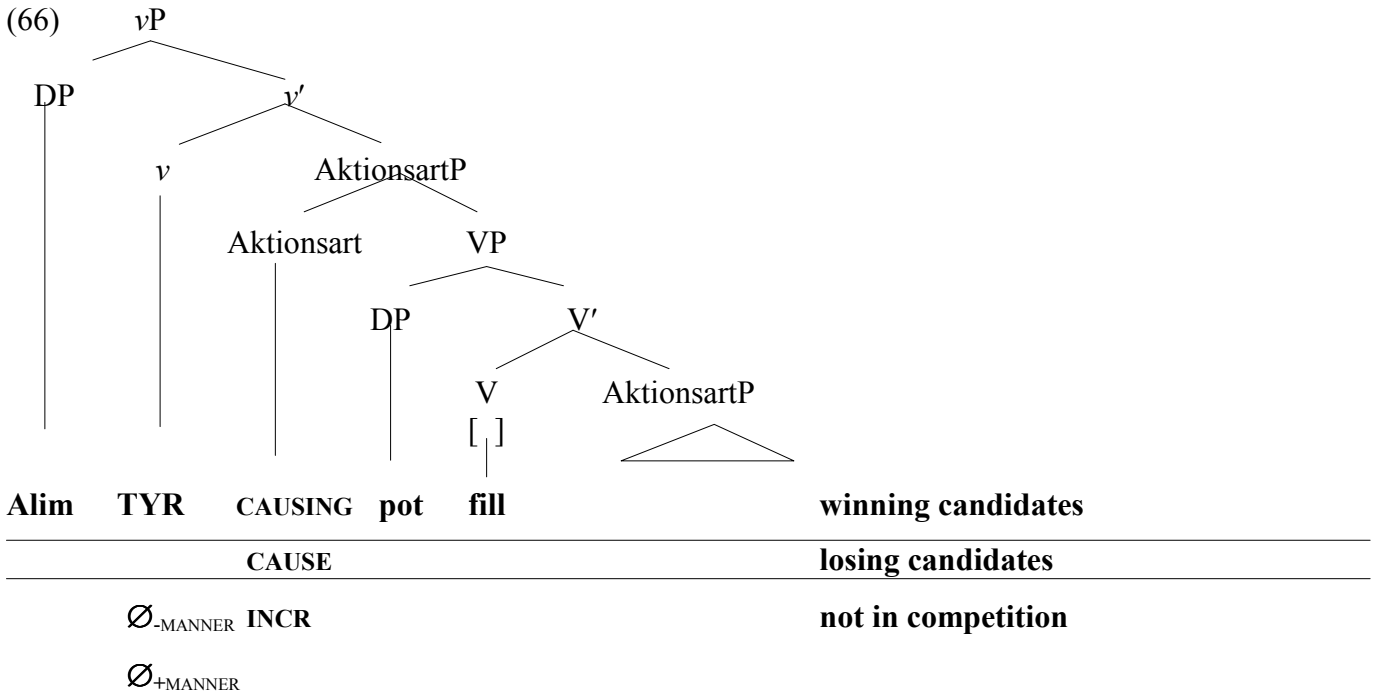 (66) vP
DP v′
v AktionsartP
Aktionsart VP
DP V′
V AktionsartP
[ ]
Alim TYR CAUSING pot fill winning candidates
CAUSE losing candidates
∅-MANNER INCR not in competition
∅+MANNER